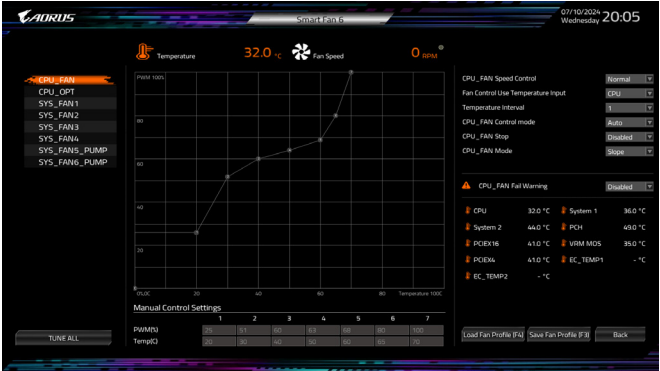 AORUS
Smart Fan 6
07/10/2024
Wednesday 20:05
Temperature 32.0 °C Fan Speed 0 RPM
CPU_FAN
CPU_OPT
SYS_FAN1
SYS_FAN2
SYS_FAN3
SYS_FAN4
SYS_FAN5_PUMP
SYS_FAN6_PUMP
TUNE ALL
PWM 100%
80
60
40
20
0%,0C 20 40 60 80 Temperature 100C
Manual Control Settings
1 2 3 4 5 6 7
PWM(%) 25 51 60 63 68 80 100
Temp(C) 20 30 40 50 60 65 70
CPU_FAN Speed Control Normal
Fan Control Use Temperature Input CPU
Temperature Interval 1
CPU_FAN Control mode Auto
CPU_FAN Stop Disabled
CPU_FAN Mode Slope
CPU_FAN Fail Warning Disabled
CPU 32.0 °C System 1 36.0 °C
System 2 44.0 °C PCH 49.0 °C
PCIEX16 41.0 °C VRM MOS 35.0 °C
PCIEX4 41.0 °C EC_TEMP1 - °C
EC_TEMP2 - °C
Load Fan Profile (F4) Save Fan Profile (F3) Back